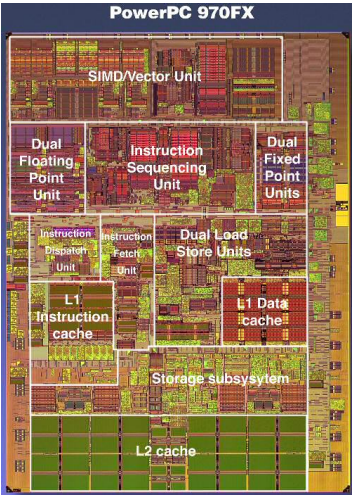 PowerPC 970FX
SIMD/Vector Unit
Dual
Floating
Point
Unit
Instruction
Sequencing
Unit
Dual
Fixed
Point
Units
Instruction
Dispatch
Unit
Instruction
Fetch
Unit
Dual Load
Store Units
L1
Instruction
cache
L1 Data
cache
Storage subsysytem
L2 cache